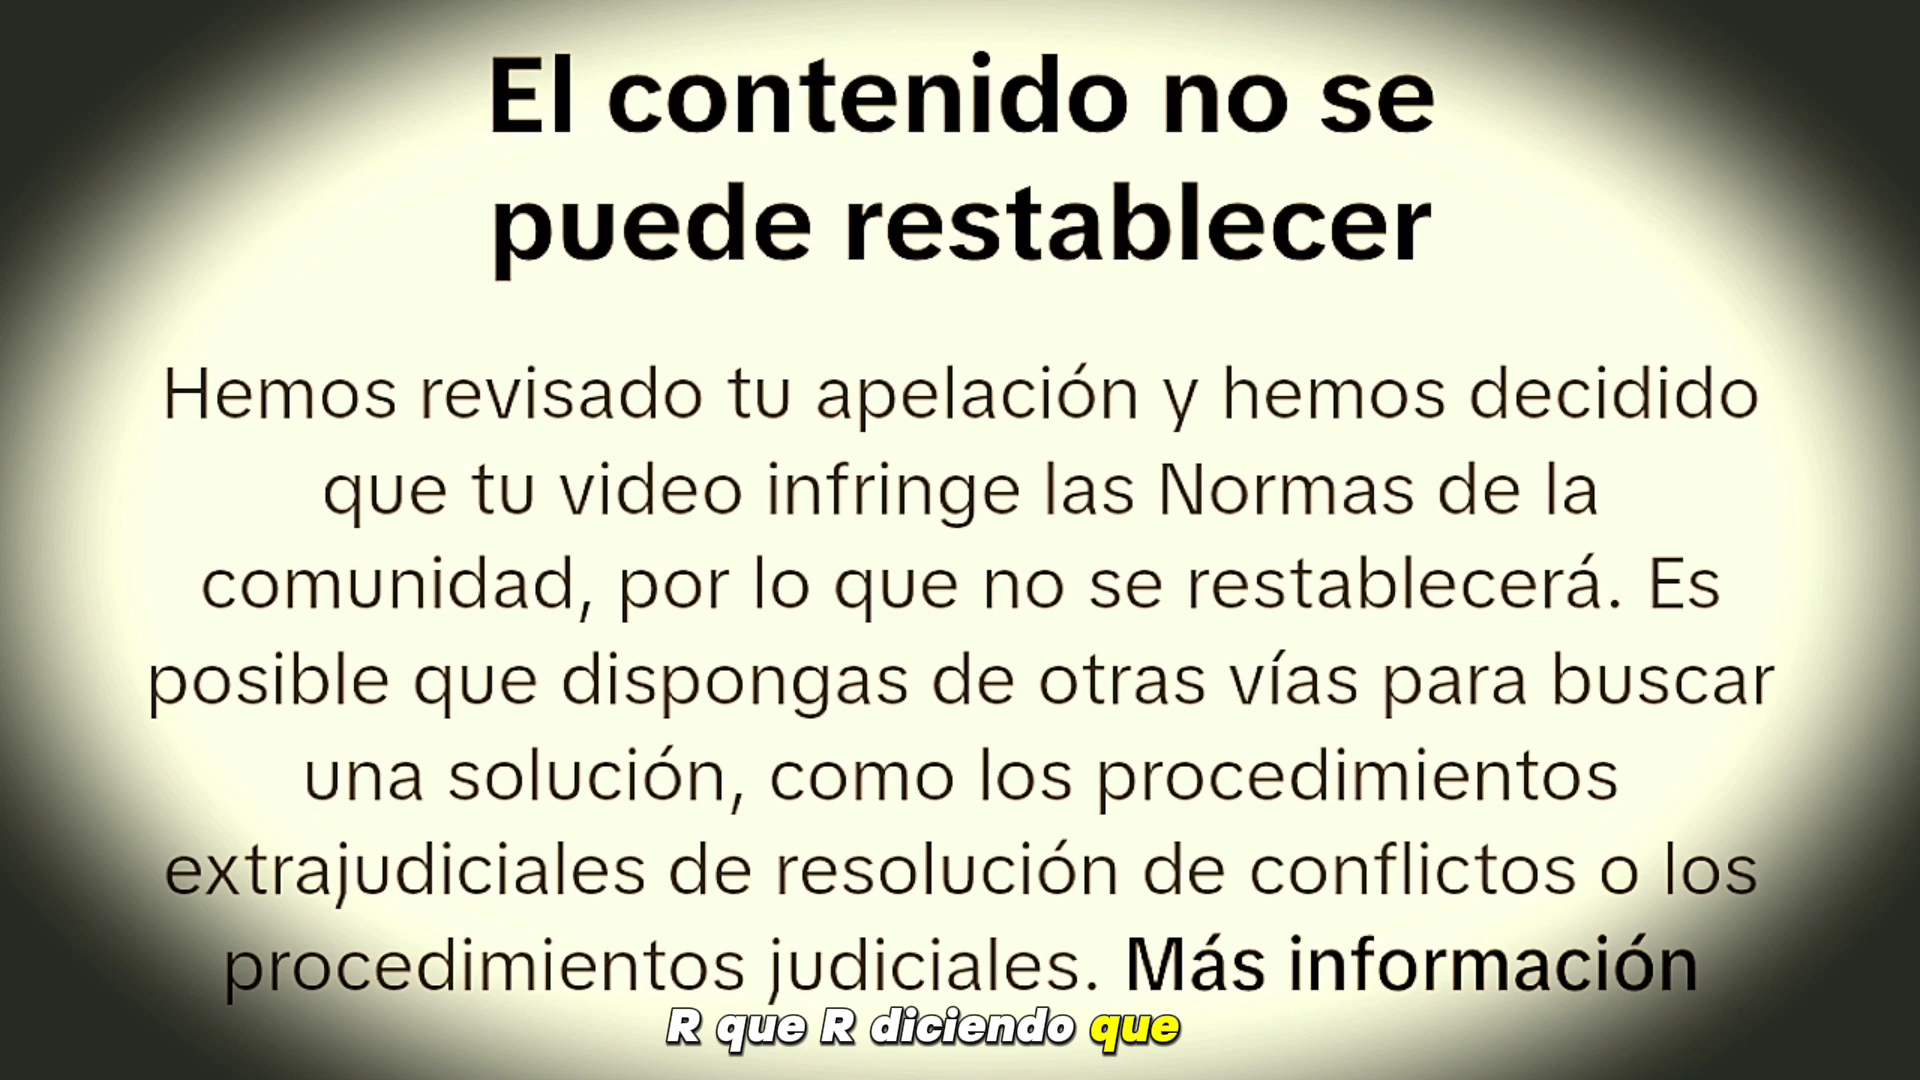 El contenido no se
puede restablecer
Hemos revisado tu apelación y hemos decidido
que tu video infringe las Normas de la
comunidad, por lo que no se restablecerá. Es
posible que dispongas de otras vías para buscar
una solución, como los procedimientos
extrajudiciales de resolución de conflictos o los
procedimientos judiciales. Más información
R que R diciendo que